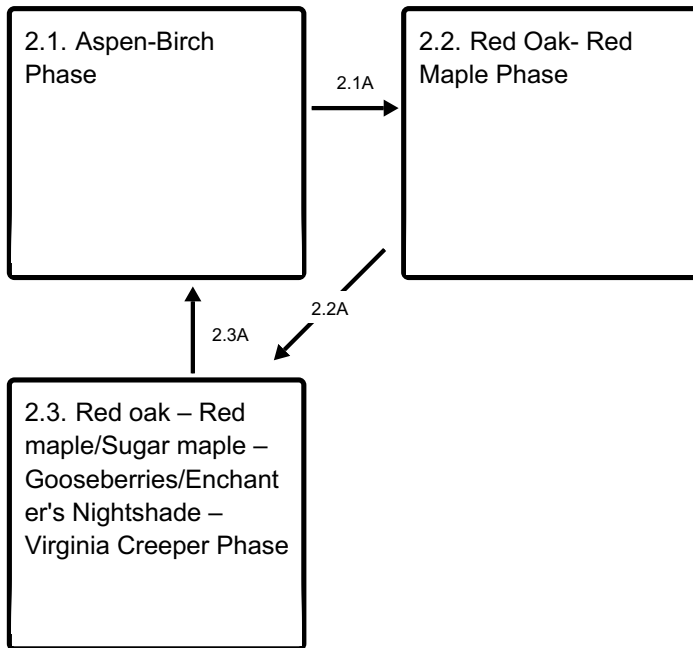 2.1. Aspen-Birch
Phase
2.1A
2.2. Red Oak- Red
Maple Phase
2.2A
2.3A
2.3. Red oak – Red
maple/Sugar maple –
Gooseberries/Enchant
er's Nightshade –
Virginia Creeper Phase